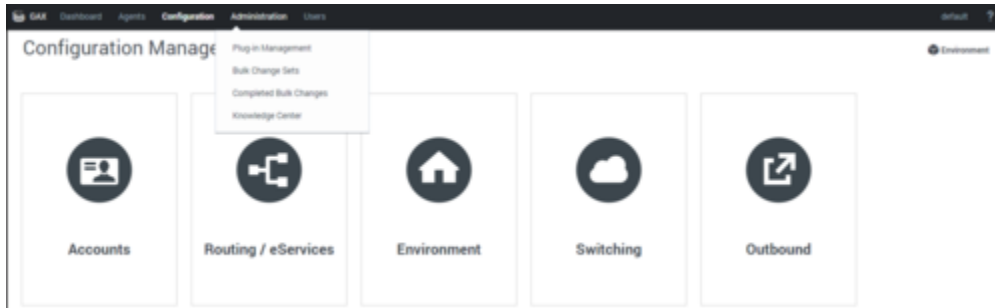 GAX Dashboard Agents Configuration Administration Users default ?
Configuration Manage
Environment
Plug-in Management
Bulk Change Sets
Completed Bulk Changes
Knowledge Center
Accounts
Routing / eServices
Environment
Switching
Outbound